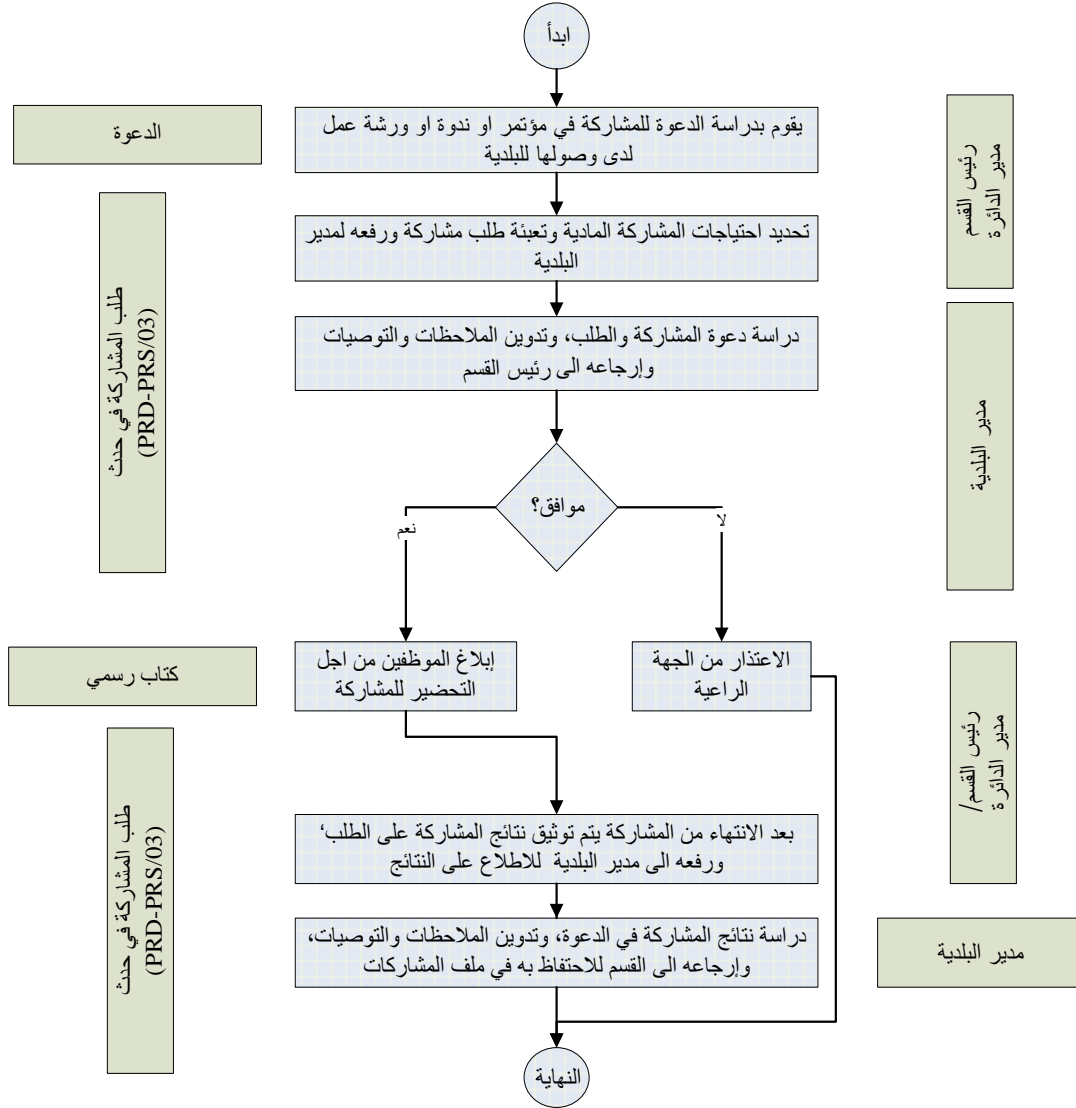 ابدأ
يقوم بدراسة الدعوة للمشاركة في مؤتمر او ندوة او ورشة عمل
لدى وصولها للبلدية
رئيس القسم
مدير الدائرة
الدعوة
تحديد احتياجات المشاركة المادية وتعبئة طلب مشاركة ورفعه لمدير
البلدية
طلب المشاركة في حدث
(PRD-PRS/03)
دراسة دعوة المشاركة والطلب، وتدوين الملاحظات والتوصيات
وإرجاعه الى رئيس القسم
مدير البلدية
موافق؟
لا
نعم
الاعتذار من الجهة
الراعية
إبلاغ الموظفين من اجل
التحضير للمشاركة
كتاب رسمي
رئيس القسم/
مدير الدائرة
بعد الانتهاء من المشاركة يتم توثيق نتائج المشاركة على الطلب،
ورفعه الى مدير البلدية للاطلاع على النتائج
طلب المشاركة في حدث
(PRD-PRS/03)
دراسة نتائج المشاركة في الدعوة، وتدوين الملاحظات والتوصيات،
وإرجاعه الى القسم للاحتفاظ به في ملف المشاركات
مدير البلدية
النهاية